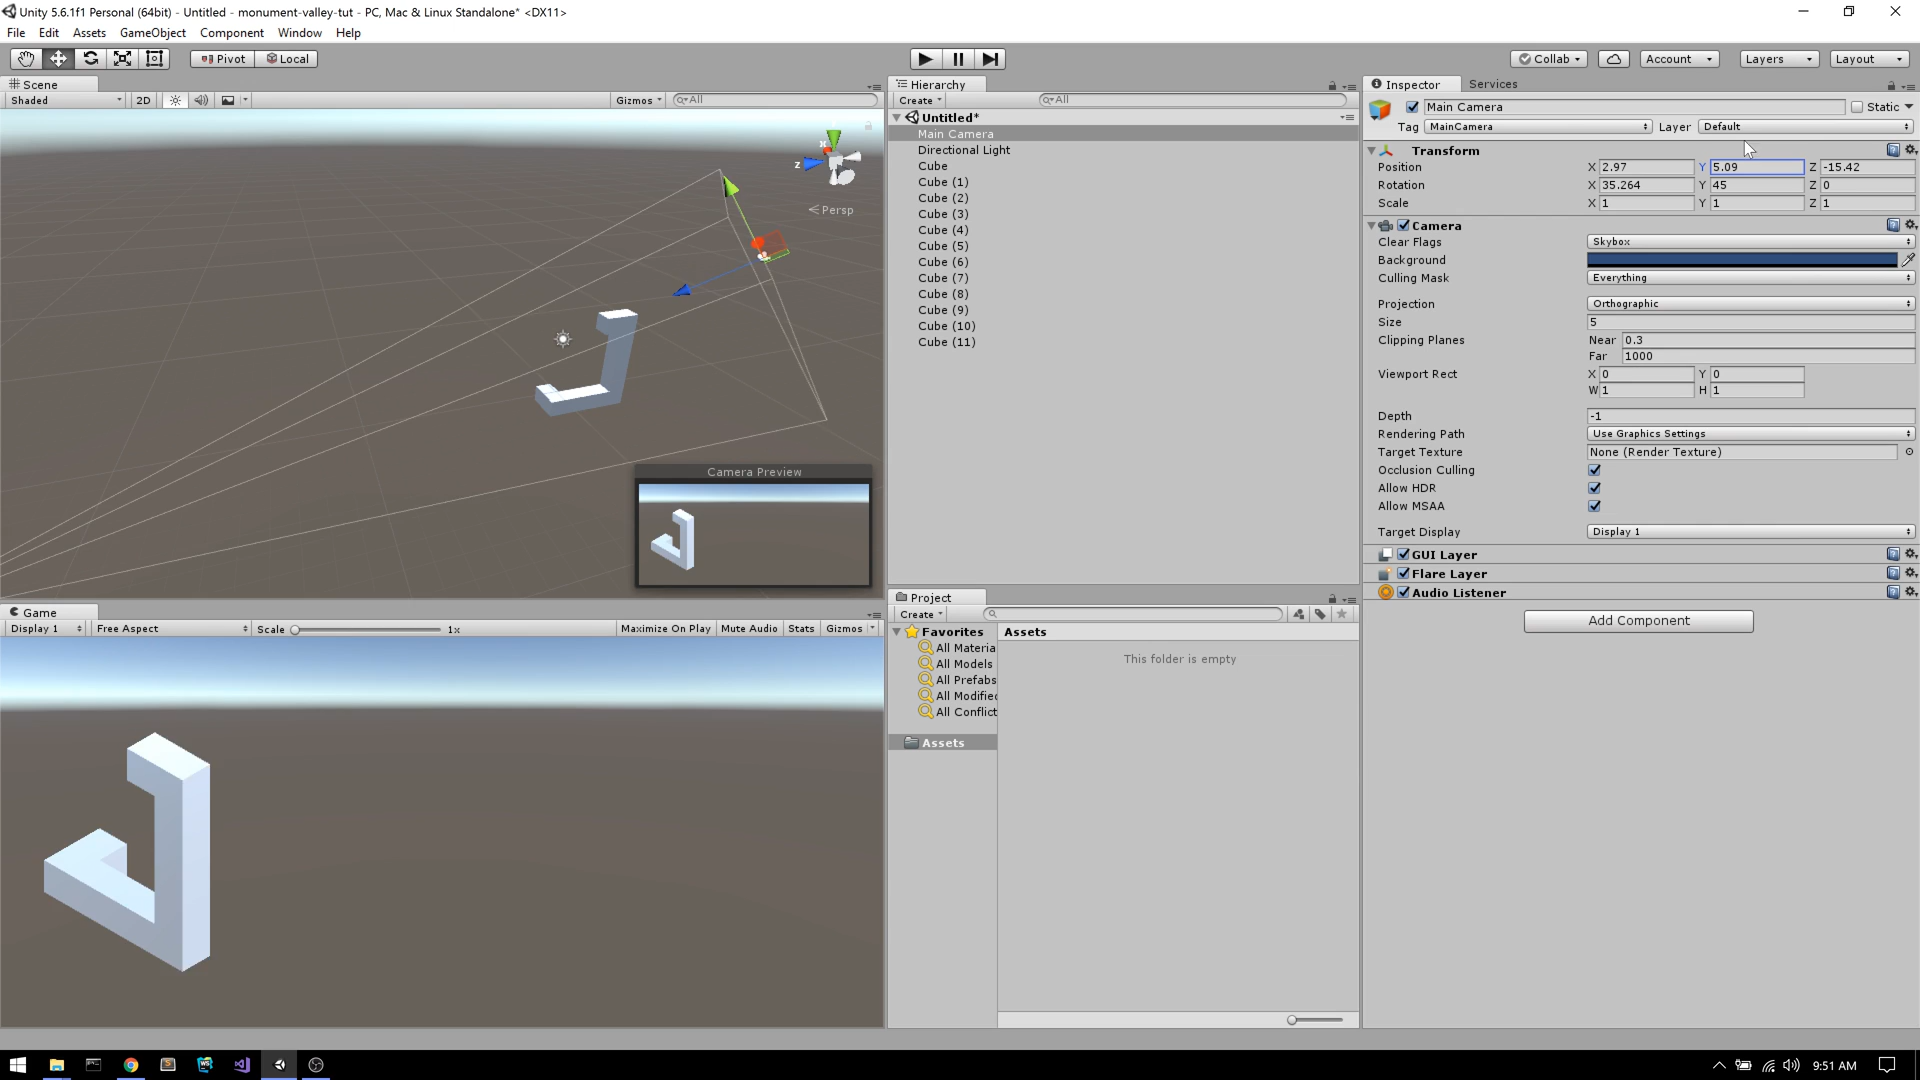 Unity 5.6.1f1 Personal (64bit) - Untitled - monument-valley-tut - PC, Mac & Linux Standalone* <DX11>
File Edit Assets GameObject Component Window Help
Pivot Local Collab Account Layers Layout
Scene
Shaded 2D Gizmos All
x
z
Persp
Camera Preview
Game
Display 1 Free Aspect Scale 1x Maximize On Play Mute Audio Stats Gizmos
Hierarchy
Create All
Untitled*
Main Camera
Directional Light
Cube
Cube (1)
Cube (2)
Cube (3)
Cube (4)
Cube (5)
Cube (6)
Cube (7)
Cube (8)
Cube (9)
Cube (10)
Cube (11)
Project
Create
Favorites
All Materia
All Models
All Prefabs
All Modified
All Conflict
Assets
Assets
This folder is empty
Inspector Services
Main Camera Static
Tag MainCamera Layer Default
Transform
Position X 2.97 Y 5.09 Z -15.42
Rotation X 35.264 Y 45 Z 0
Scale X 1 Y 1 Z 1
Camera
Clear Flags Skybox
Background
Culling Mask Everything
Projection Orthographic
Size 5
Clipping Planes Near 0.3
Far 1000
Viewport Rect X 0 Y 0
W 1 H 1
Depth -1
Rendering Path Use Graphics Settings
Target Texture None (Render Texture)
Occlusion Culling
Allow HDR
Allow MSAA
Target Display Display 1
GUI Layer
Flare Layer
Audio Listener
Add Component
9:51 AM